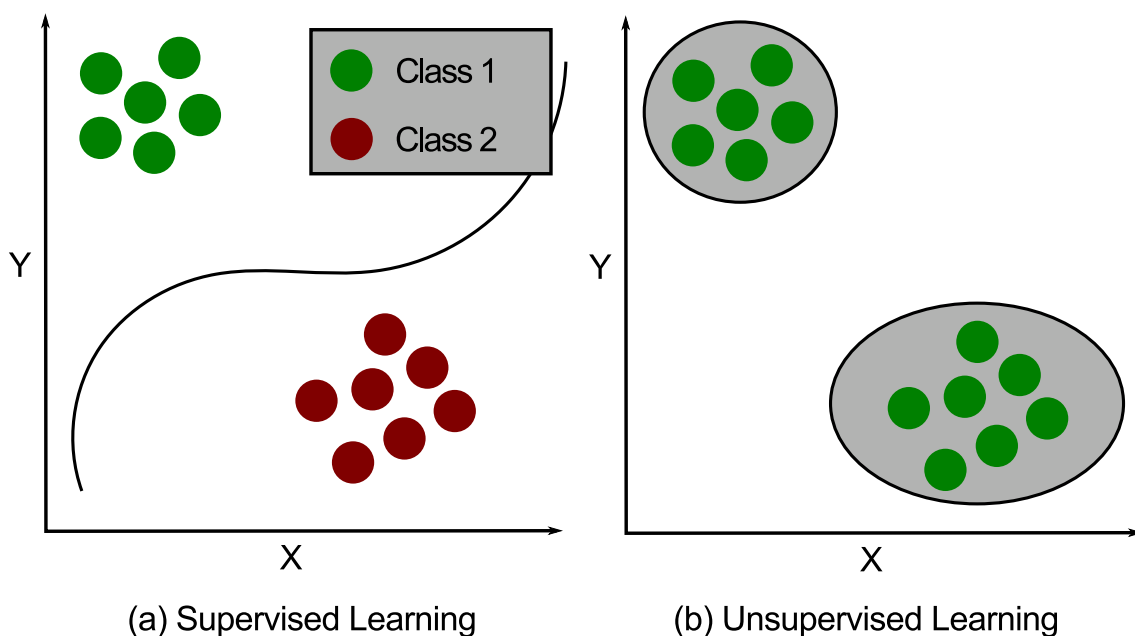 Class 1
Class 2
Y
X
(a) Supervised Learning
Y
X
(b) Unsupervised Learning